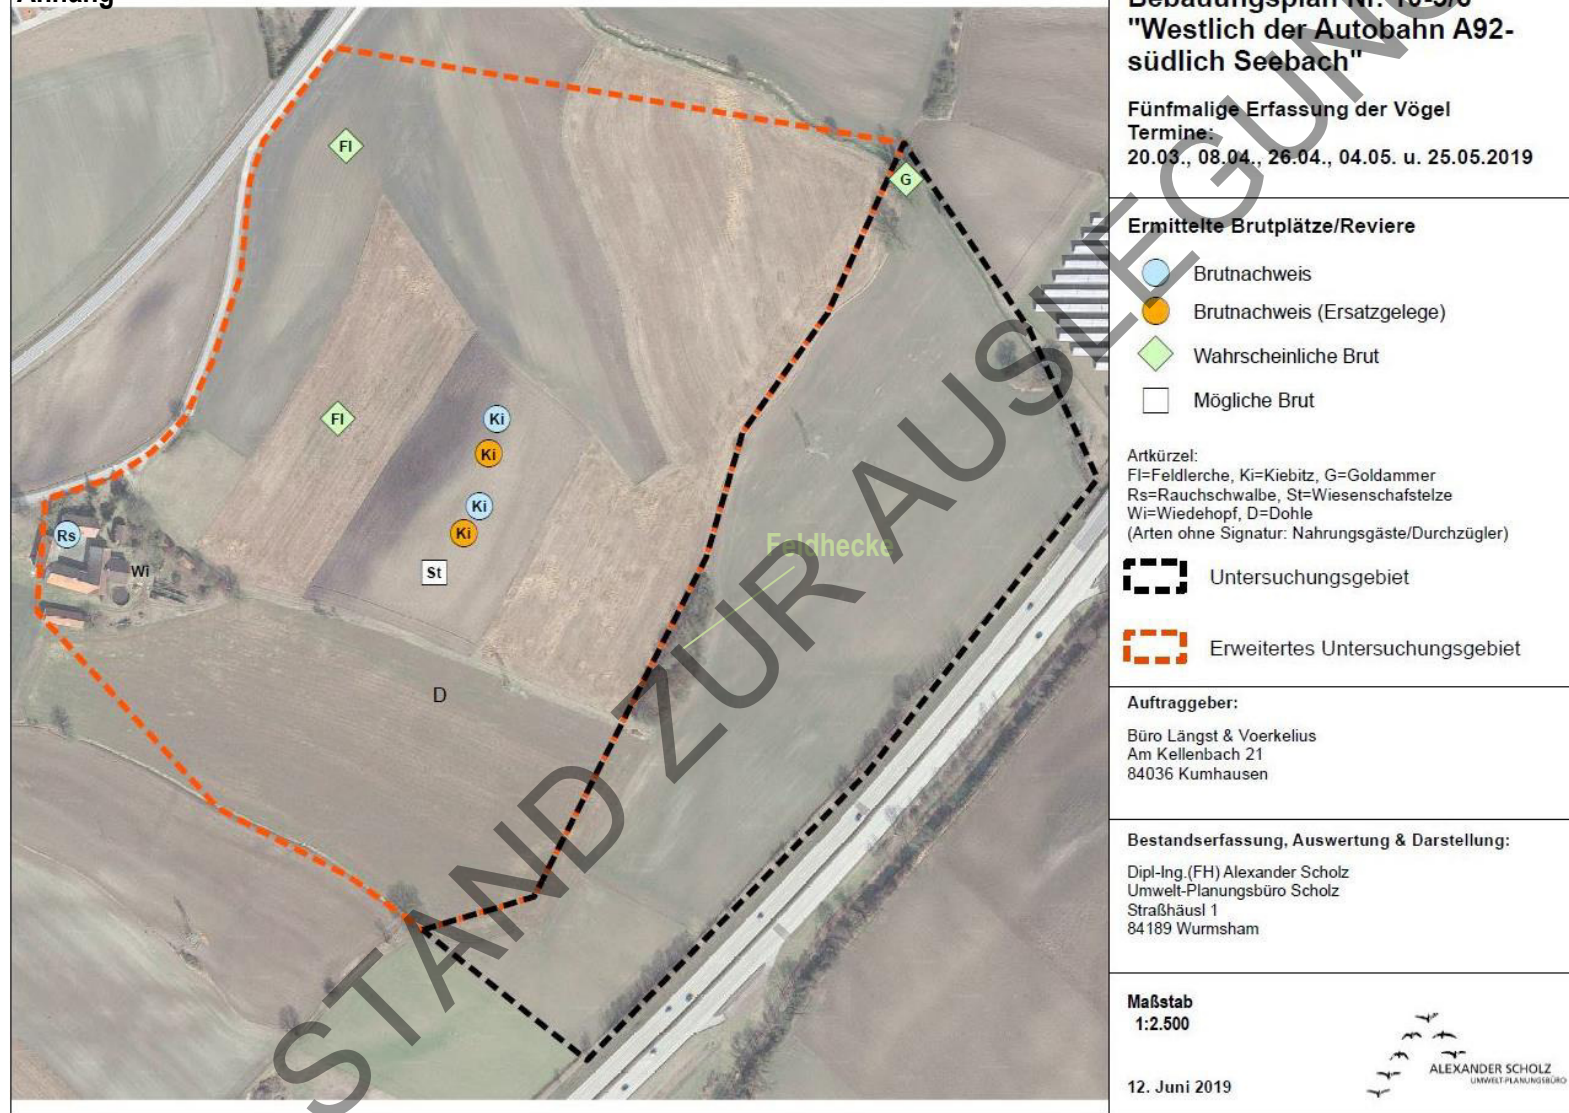 Anhang
"Westlich der Autobahn A92-
südlich Seebach"
Fünfmalige Erfassung der Vögel
Termine:
20.03., 08.04., 26.04., 04.05. u. 25.05.2019
Ermittelte Brutplätze/Reviere
Brutnachweis
Brutnachweis (Ersatzgelege)
Wahrscheinliche Brut
Mögliche Brut
Artkürzel:
Fl=Feldlerche, Ki=Kiebitz, G=Goldammer
Rs=Rauchschwalbe, St=Wiesenschafstelze
Wi=Wiedehopf, D=Dohle
(Arten ohne Signatur: Nahrungsgäste/Durchzügler)
Untersuchungsgebiet
Erweitertes Untersuchungsgebiet
Auftraggeber:
Büro Längst & Voerkelius
Am Kellenbach 21
84036 Kumhausen
Bestandserfassung, Auswertung & Darstellung:
Dipl-Ing.(FH) Alexander Scholz
Umwelt-Planungsbüro Scholz
Straßhäusl 1
84189 Wurmsham
Maßstab
1:2.500
12. Juni 2019
ALEXANDER SCHOLZ
UMWELT-PLANUNGSBÜRO
Fl
G
Fl
Ki
Ki
Ki
Ki
Rs
Wi
St
Feldhecke
D
STAND ZUR AUSLEGUNG